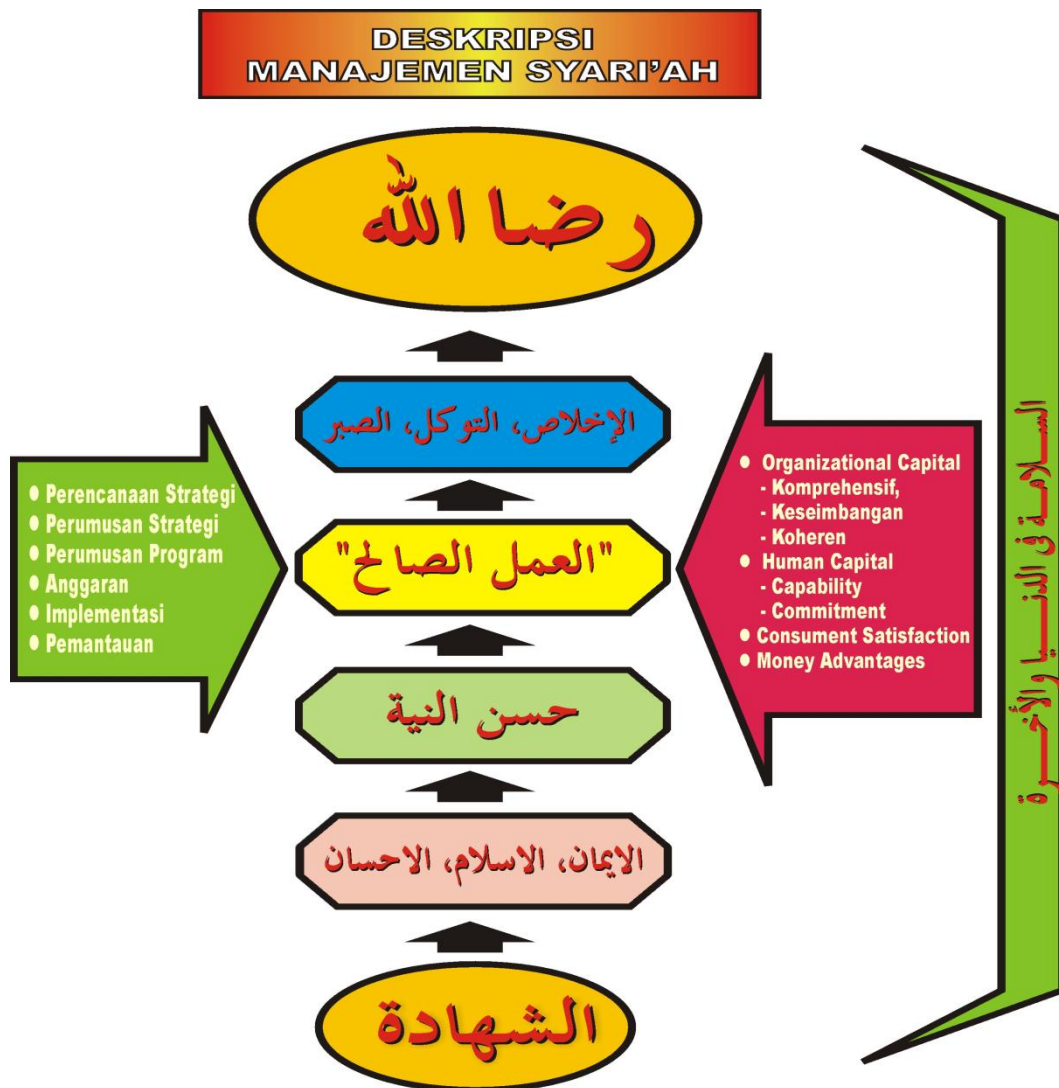 DESKRIPSI
MANAJEMEN SYARI'AH
رضا الله
الإخلاص، التوكل، الصبر
"العمل الصالح"
حسن النية
الايمان، الاسلام، الاحسان
الشهادة
● Perencanaan Strategi
● Perumusan Strategi
● Perumusan Program
● Anggaran
● Implementasi
● Pemantauan
● Organizational Capital
- Komprehensif,
- Keseimbangan
- Koheren
● Human Capital
- Capability
- Commitment
● Consument Satisfaction
● Money Advantages
السلامة فى الدنيا والأخرة